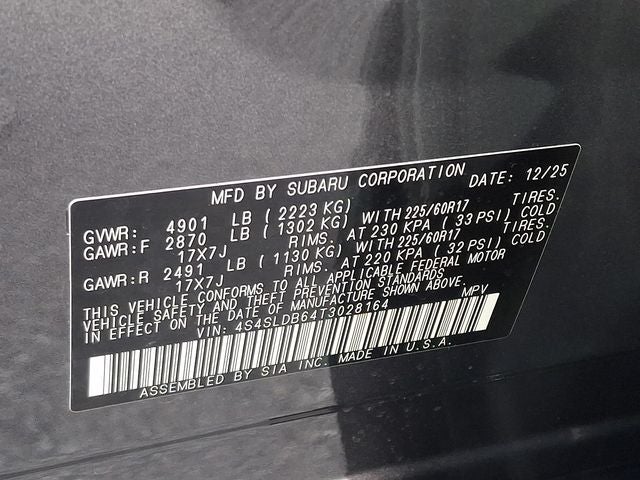 MFD BY SUBARU CORPORATION DATE: 12/25
GVWR: 4901 LB (2223 KG)
GAWR:F 2870 LB (1302 KG) WITH 225/60R17 TIRES.
17X7J RIMS. AT 230 KPA (33 PSI) COLD
GAWR:R 2491 LB (1130 KG) WITH 225/60R17 TIRES.
17X7J RIMS. AT 220 KPA (32 PSI) COLD
THIS VEHICLE CONFORMS TO ALL APPLICABLE FEDERAL MOTOR
VEHICLE SAFETY AND THEFT PREVENTION STANDARDS
IN EFFECT ON THE DATE OF MANUFACTURE SHOWN ABOVE.
VIN: 4S4SLDB64T3028164 MPV
ASSEMBLED BY SIA INC. MADE IN U.S.A.